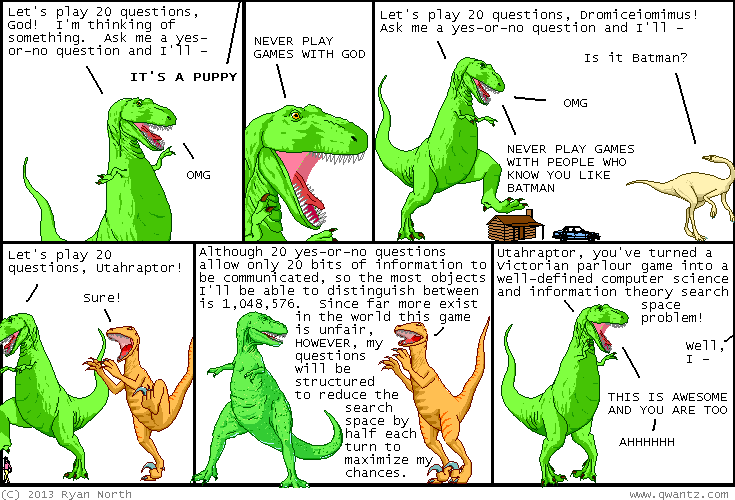 Let's play 20 questions,
God!  I'm thinking of
something.  Ask me a yes-
or-no question and I'll -
IT'S A PUPPY
OMG
NEVER PLAY
GAMES WITH GOD
Let's play 20 questions, Dromiceiomimus!
Ask me a yes-or-no question and I'll -
Is it Batman?
OMG
NEVER PLAY GAMES
WITH PEOPLE WHO
KNOW YOU LIKE
BATMAN
Let's play 20
questions, Utahraptor!
Sure!
Although 20 yes-or-no questions
allow only 20 bits of information to
be communicated, so the most objects
I'll be able to distinguish between
is 1,048,576.  Since far more exist
in the world this game
is unfair,
HOWEVER, my
questions
will be
structured
to reduce the
search
space by
half each
turn to
maximize my
chances.
Utahraptor, you've turned a
Victorian parlour game into a
well-defined computer science
and information theory search
space
problem!
Well,
I -
THIS IS AWESOME
AND YOU ARE TOO
AHHHHHH
(C) 2013 Ryan North
www.qwantz.com